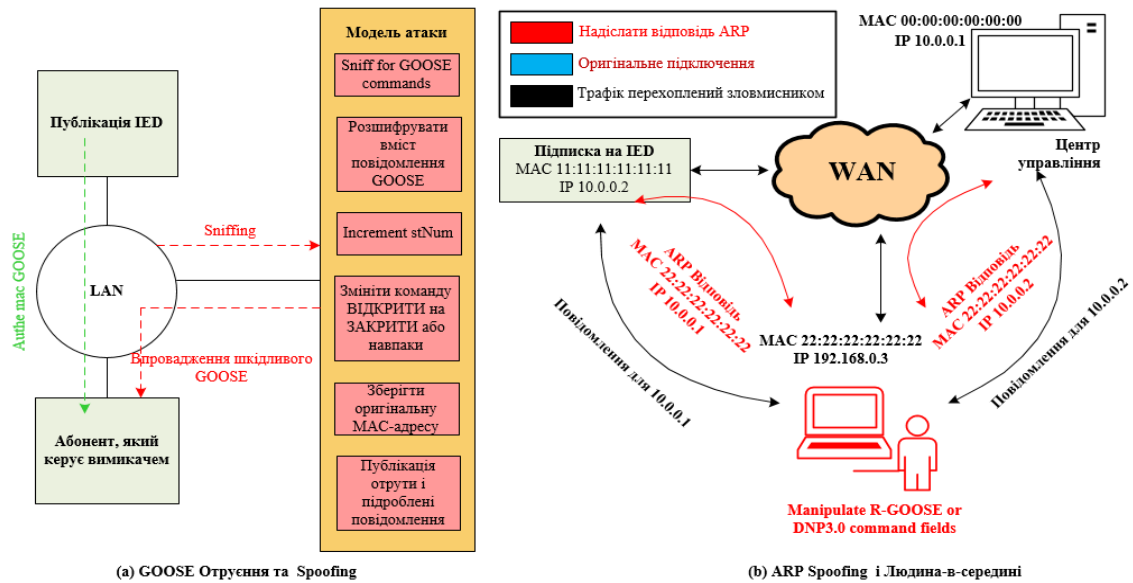 Публікація IED
LAN
Authe mac GOOSE
Sniffing
Впровадження шкідливого
GOOSE
Абонент, який
керує вимикачем
Модель атаки
Sniff for GOOSE
commands
Розшифрувати
вміст
повідомлення
GOOSE
Increment stNum
Змініти команду
ВІДКРИТИ на
ЗАКРИТИ або
навпаки
Зберігти
оригінальну
MAC-адресу
Публікація
отрути і
підроблені
повідомлення
(a) GOOSE Отруєння та Spoofing
Надіслати відповідь ARP
Оригінальне підключення
Трафік перехоплений зловмисником
MAC 00:00:00:00:00:00
IP 10.0.0.1
Центр
управління
Підписка на IED
MAC 11:11:11:11:11:11
IP 10.0.0.2
WAN
ARP Відповідь
MAC 22:22:22:22:22:22
IP 10.0.0.1
ARP Відповідь
MAC 22:22:22:22:22:22
IP 10.0.0.2
Повідомлення для 10.0.0.1
Повідомлення для 10.0.0.2
MAC 22:22:22:22:22:22
IP 192.168.0.3
Manipulate R-GOOSE or
DNP3.0 command fields
(b) ARP Spoofing і Людина-в-середині